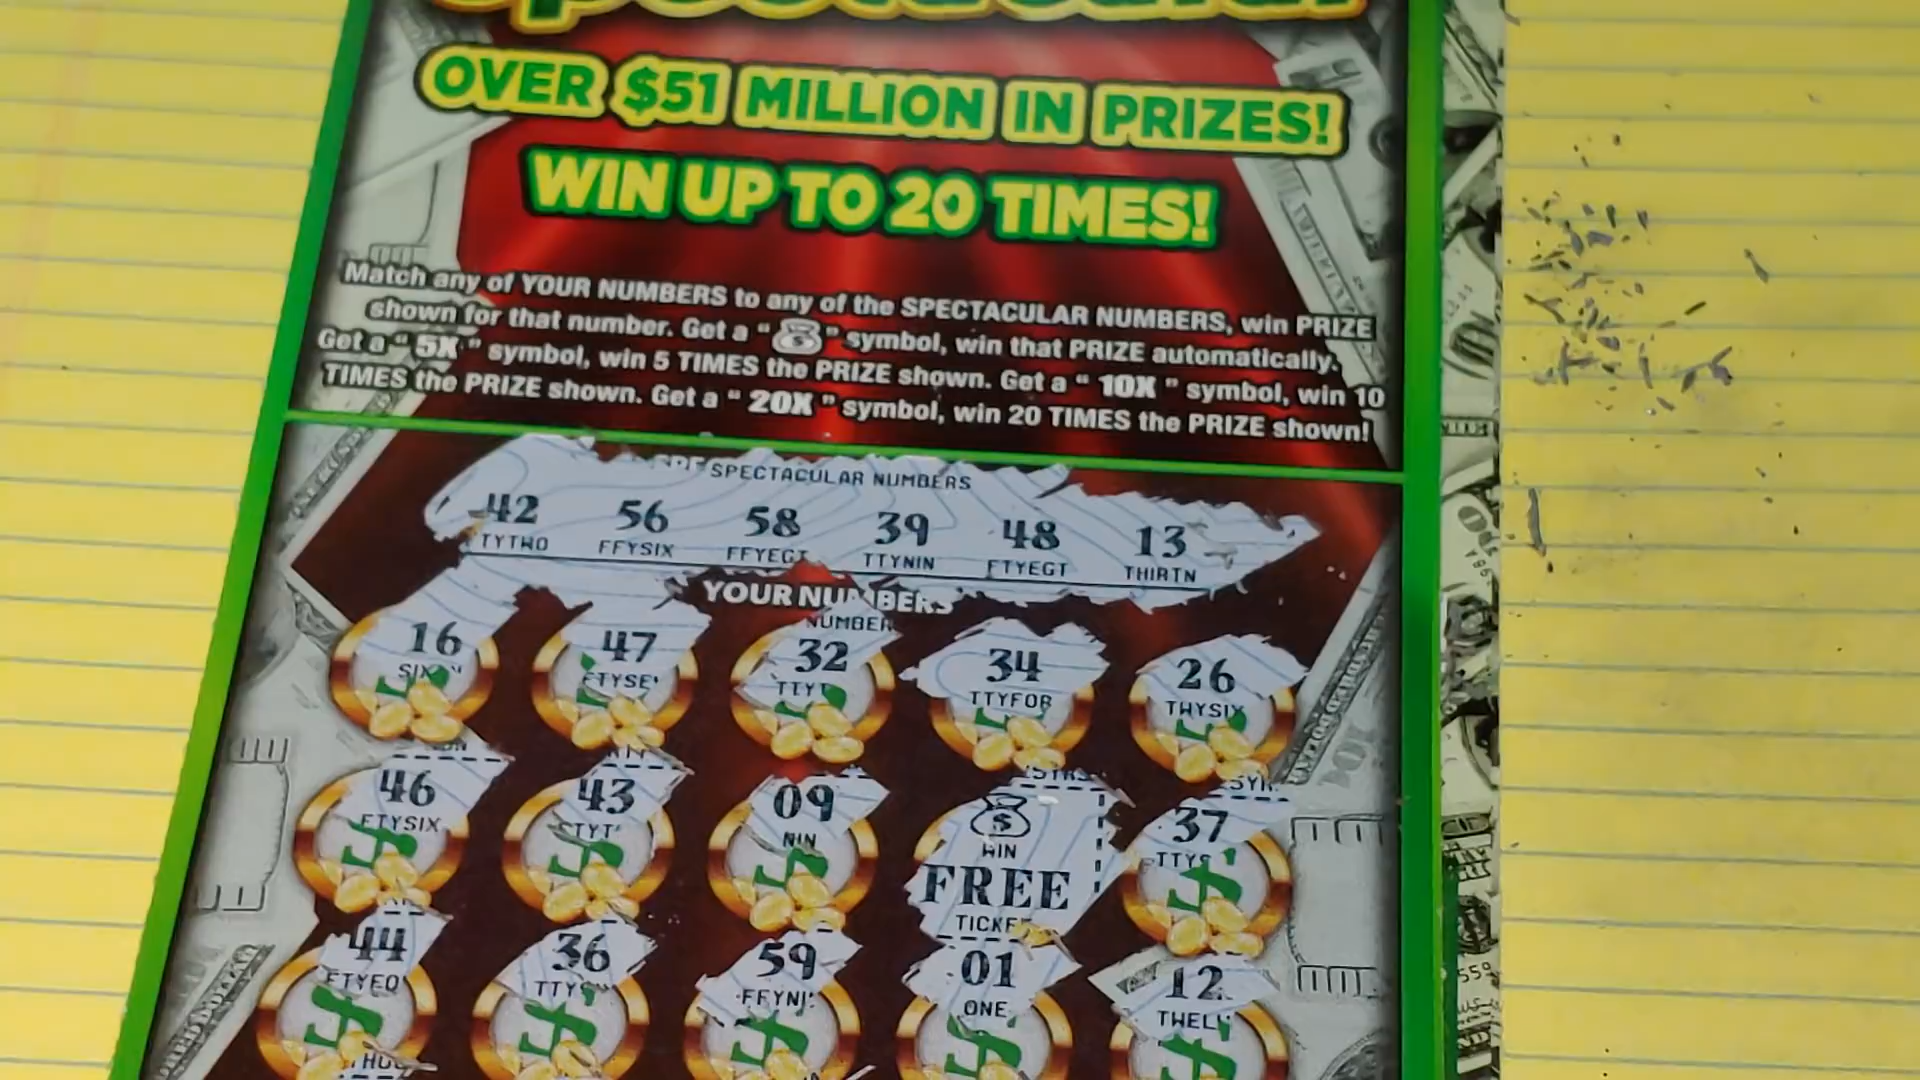 OVER $51 MILLION IN PRIZES!
WIN UP TO 20 TIMES!
Match any of YOUR NUMBERS to any of the SPECTACULAR NUMBERS, win PRIZE
shown for that number. Get a " " symbol, win that PRIZE automatically.
Get a " 5X " symbol, win 5 TIMES the PRIZE shown. Get a " 10X " symbol, win 10
TIMES the PRIZE shown. Get a " 20X " symbol, win 20 TIMES the PRIZE shown!
SPECTACULAR NUMBERS
42 56 58 39 48 13
TYTWO FFYSIX FFYEGT TTYNIN FTYEGT THIRTN
YOUR NUMBERS
NUMBER
16 47 32 34 26
SIX TTYFOR TWYSIX
46 43 09 37
FTYSIX NIN WIN
FREE
TICKET
44 36 59 01 12
ONE